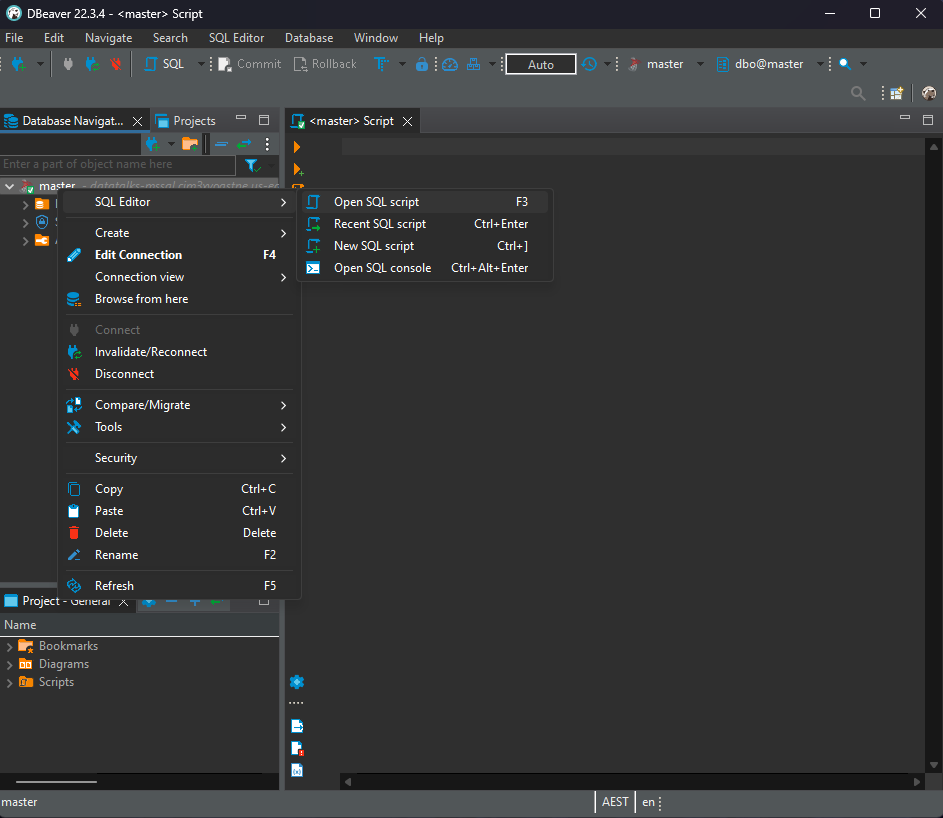 DBeaver 22.3.4 - <master> Script
File Edit Navigate Search SQL Editor Database Window Help
SQL Commit Rollback Auto master dbo@master
Database Navigat... Projects
<master> Script
Enter a part of object name here
master
SQL Editor
Create
Edit Connection F4
Connection view
Browse from here
Connect
Invalidate/Reconnect
Disconnect
Compare/Migrate
Tools
Security
Copy Ctrl+C
Paste Ctrl+V
Delete Delete
Rename F2
Refresh F5
Open SQL script F3
Recent SQL script Ctrl+Enter
New SQL script Ctrl+]
Open SQL console Ctrl+Alt+Enter
Project - General
Name
Bookmarks
Diagrams
Scripts
master
AEST en